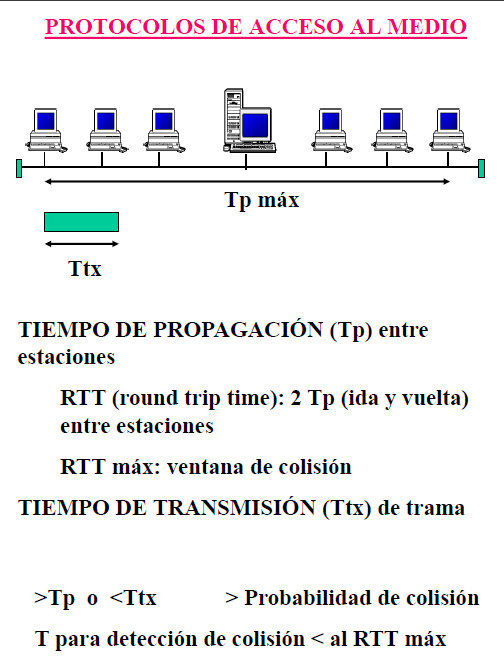 PROTOCOLOS DE ACCESO AL MEDIO
Tp máx
Ttx
TIEMPO DE PROPAGACIÓN (Tp) entre
estaciones
RTT (round trip time): 2 Tp (ida y vuelta)
entre estaciones
RTT máx: ventana de colisión
TIEMPO DE TRANSMISIÓN (Ttx) de trama
>Tp o <Ttx > Probabilidad de colisión
T para detección de colisión < al RTT máx